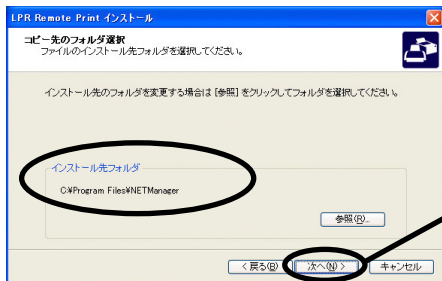 LPR Remote Print インストール
コピー先のフォルダ選択
ファイルのインストール先フォルダを選択してください。
インストール先のフォルダを変更する場合は [参照] をクリックしてフォルダを選択してください。
インストール先フォルダ
C:¥Program Files¥NETManager
参照(R)...
< 戻る(B)
次へ(N) >
キャンセル